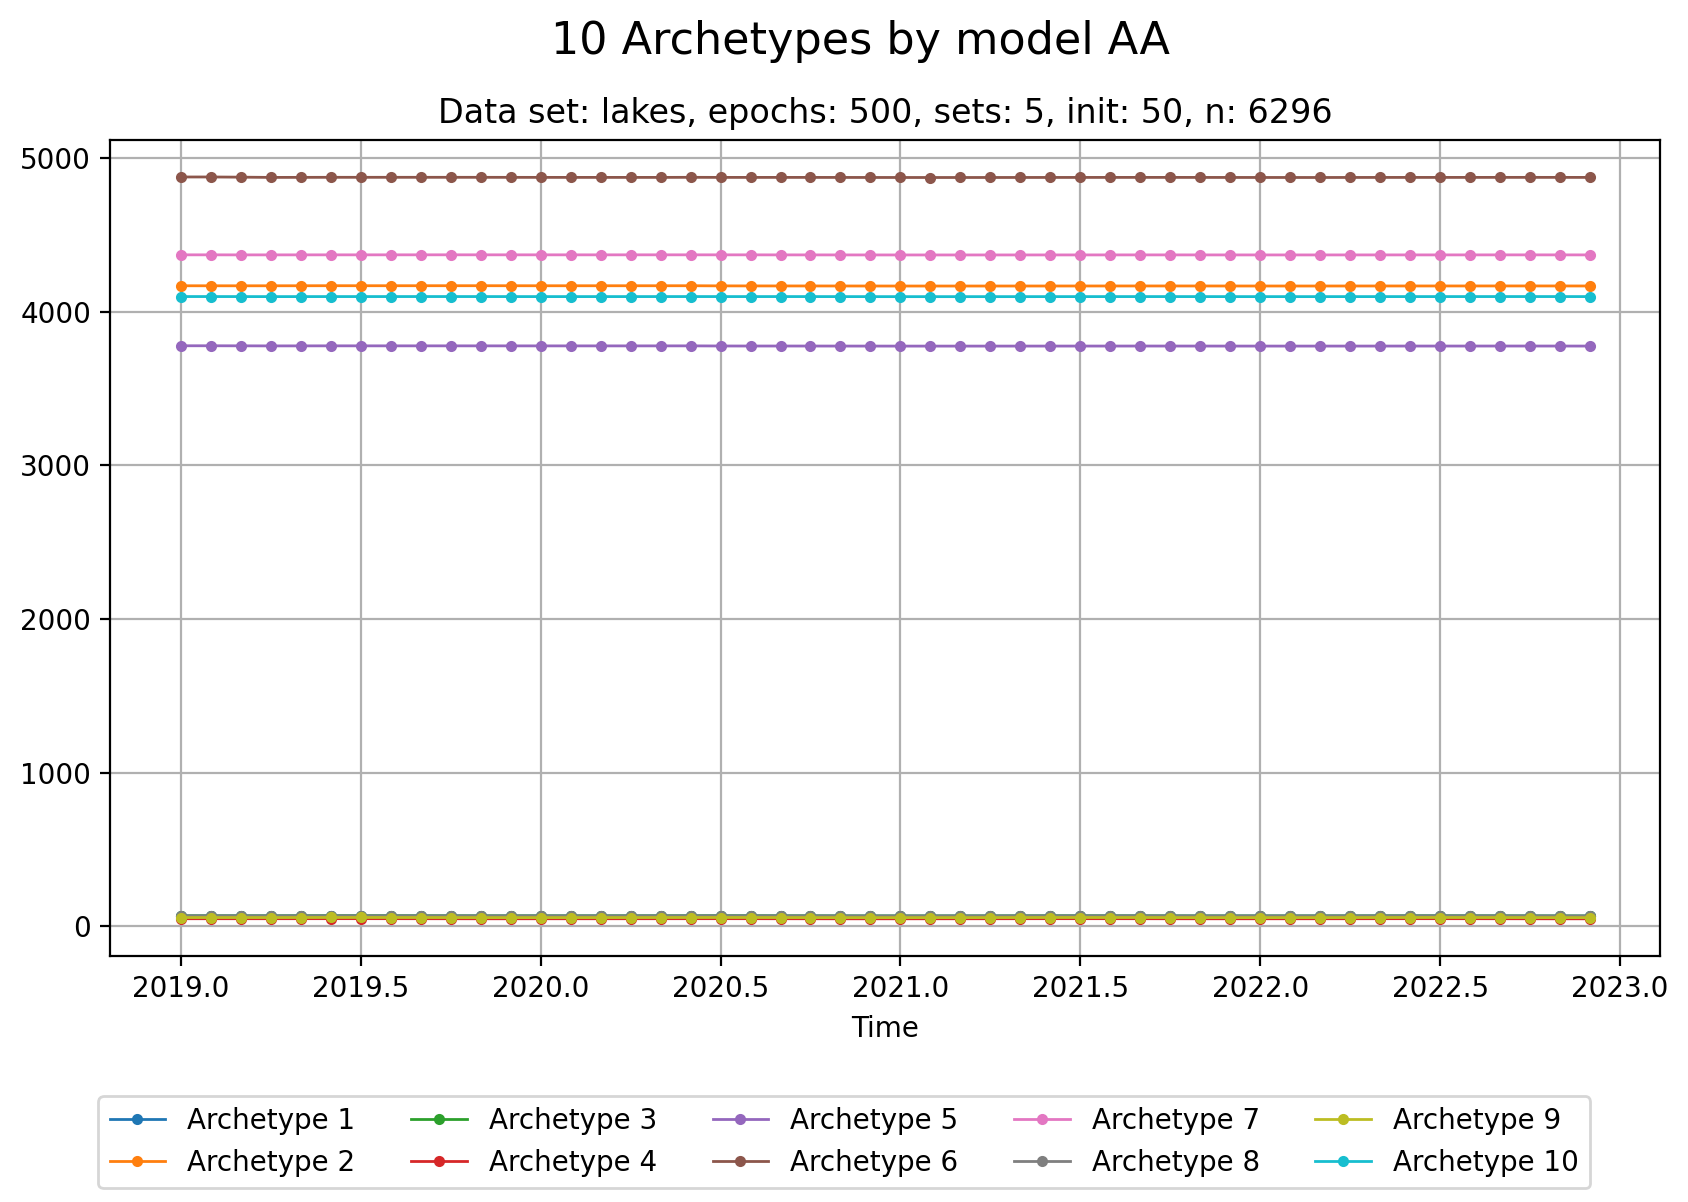 10 Archetypes by model AA
Data set: lakes, epochs: 500, sets: 5, init: 50, n: 6296
5000
4000
3000
2000
1000
0
2019.0 2019.5 2020.0 2020.5 2021.0 2021.5 2022.0 2022.5 2023.0
Time
Archetype 1 Archetype 3 Archetype 5 Archetype 7 Archetype 9
Archetype 2 Archetype 4 Archetype 6 Archetype 8 Archetype 10